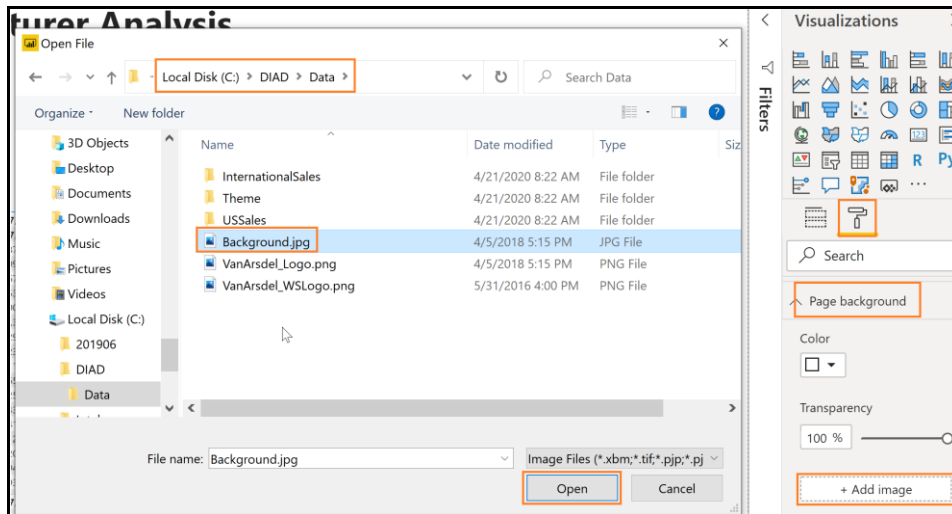 turer Analysis
Open File
Local Disk (C:) > DIAD > Data >
Search Data
Organize
New folder
3D Objects
Desktop
Documents
Downloads
Music
Pictures
Videos
Local Disk (C:)
201906
DIAD
Data
Name Date modified Type Siz
InternationalSales 4/21/2020 8:22 AM File folder
Theme 4/21/2020 8:22 AM File folder
USSales 4/21/2020 8:22 AM File folder
Background.jpg 4/5/2018 5:15 PM JPG File
VanArsdel_Logo.png 4/5/2018 5:15 PM PNG File
VanArsdel_WSLogo.png 5/31/2016 4:00 PM PNG File
File name: Background.jpg
Image Files (*.xbm;*.tif;*.pjp;*.pj
Open
Cancel
Filters
Visualizations
123
R Py
Search
Page background
Color
Transparency
100 %
+ Add image